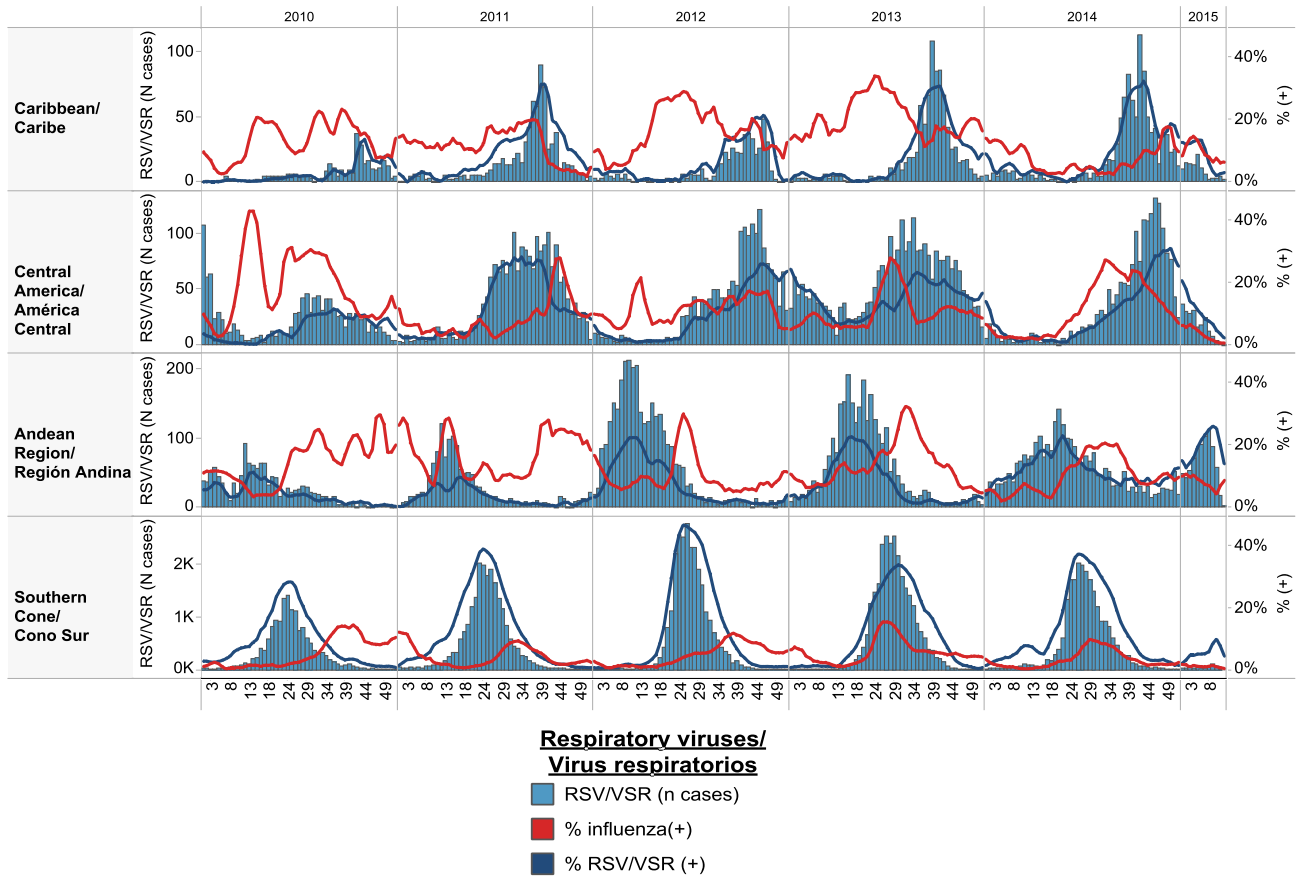 2010 2011 2012 2013 2014 2015
Caribbean/
Caribe
RSV/VSR (N cases)
100
50
0
40%
20%
0%
% (+)
Central
America/
América
Central
RSV/VSR (N cases)
100
50
0
40%
20%
0%
% (+)
Andean
Region/
Región Andina
RSV/VSR (N cases)
200
100
0
40%
20%
0%
% (+)
Southern
Cone/
Cono Sur
RSV/VSR (N cases)
2K
1K
0K
40%
20%
0%
% (+)
3 8 13 18 24 29 34 39 44 49 3 8 13 18 24 29 34 39 44 49 3 8 13 18 24 29 34 39 44 49 3 8 13 18 24 29 34 39 44 49 3 8 13 18 24 29 34 39 44 49 3 8
Respiratory viruses/
Virus respiratorios
RSV/VSR (n cases)
% influenza(+)
% RSV/VSR (+)